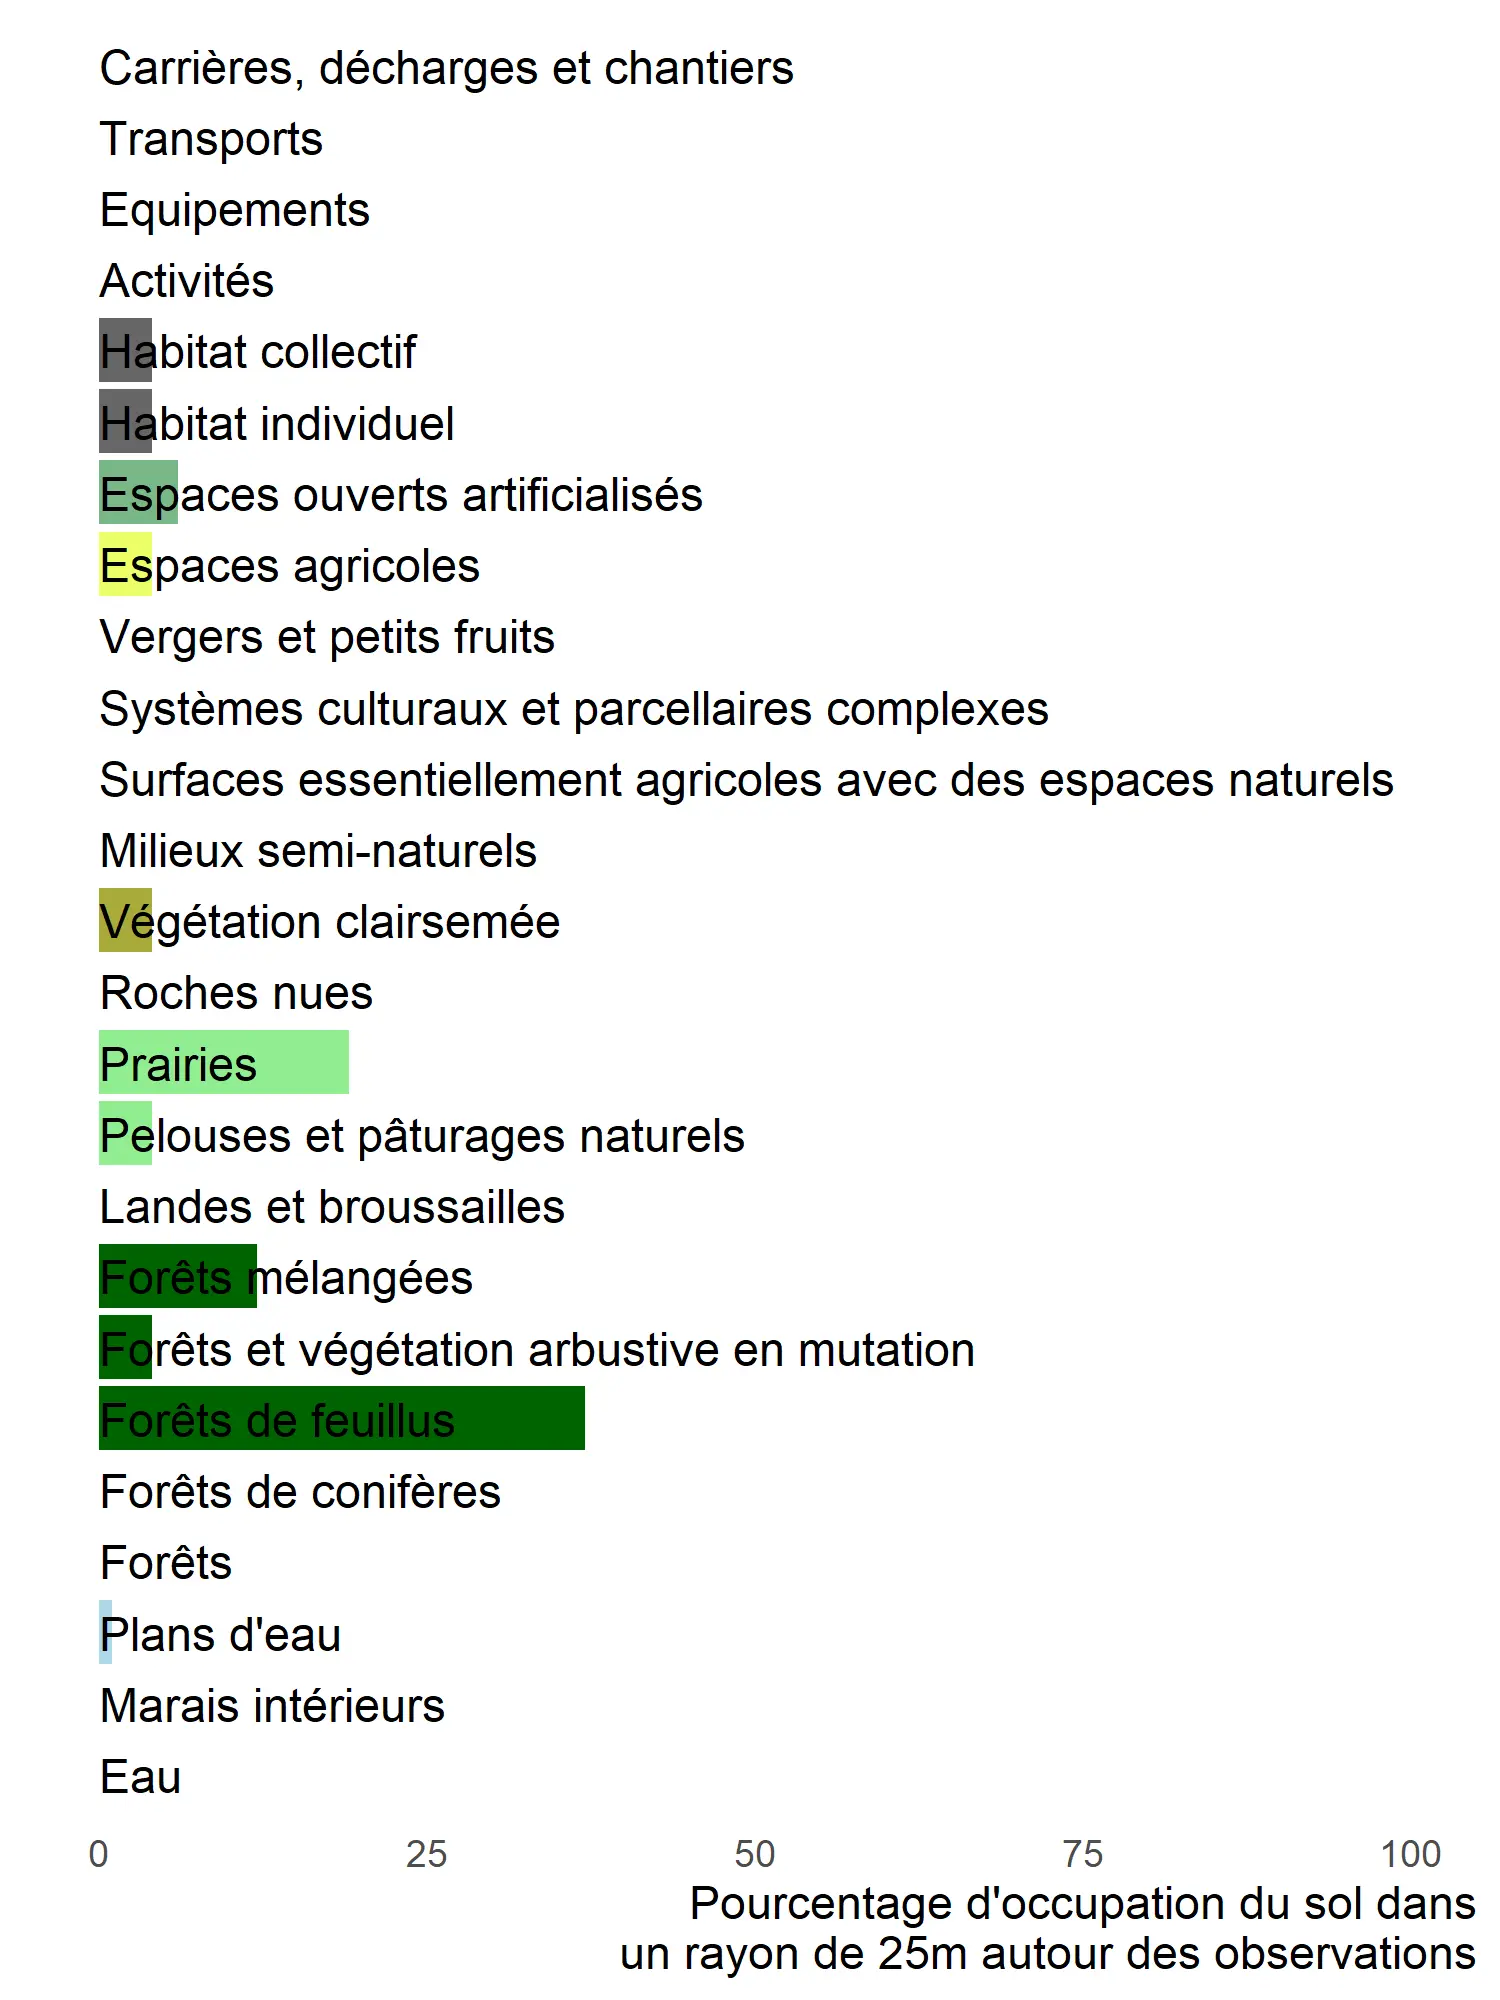 Carrières, décharges et chantiers
Transports
Equipements
Activités
Habitat collectif
Habitat individuel
Espaces ouverts artificialisés
Espaces agricoles
Vergers et petits fruits
Systèmes culturaux et parcellaires complexes
Surfaces essentiellement agricoles avec des espaces naturels
Milieux semi-naturels
Végétation clairsemée
Roches nues
Prairies
Pelouses et pâturages naturels
Landes et broussailles
Forêts mélangées
Forêts et végétation arbustive en mutation
Forêts de feuillus
Forêts de conifères
Forêts
Plans d'eau
Marais intérieurs
Eau
0 25 50 75 100
Pourcentage d'occupation du sol dans
un rayon de 25m autour des observations